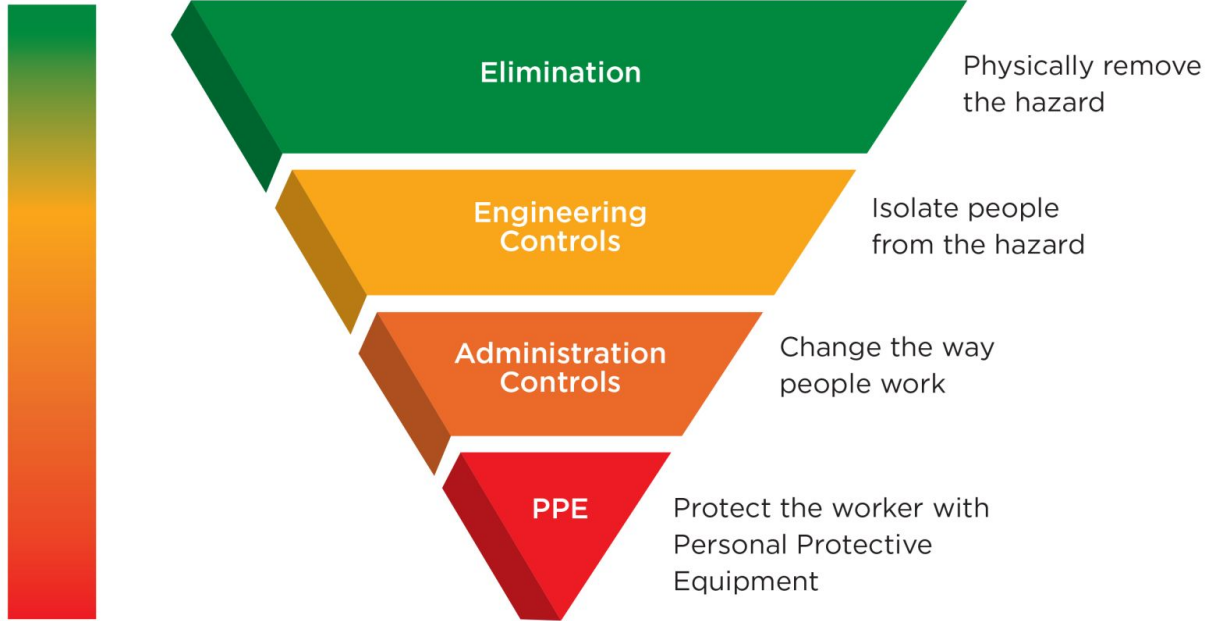 Elimination
Physically remove
the hazard
Engineering
Controls
Isolate people
from the hazard
Administration
Controls
Change the way
people work
PPE
Protect the worker with
Personal Protective
Equipment